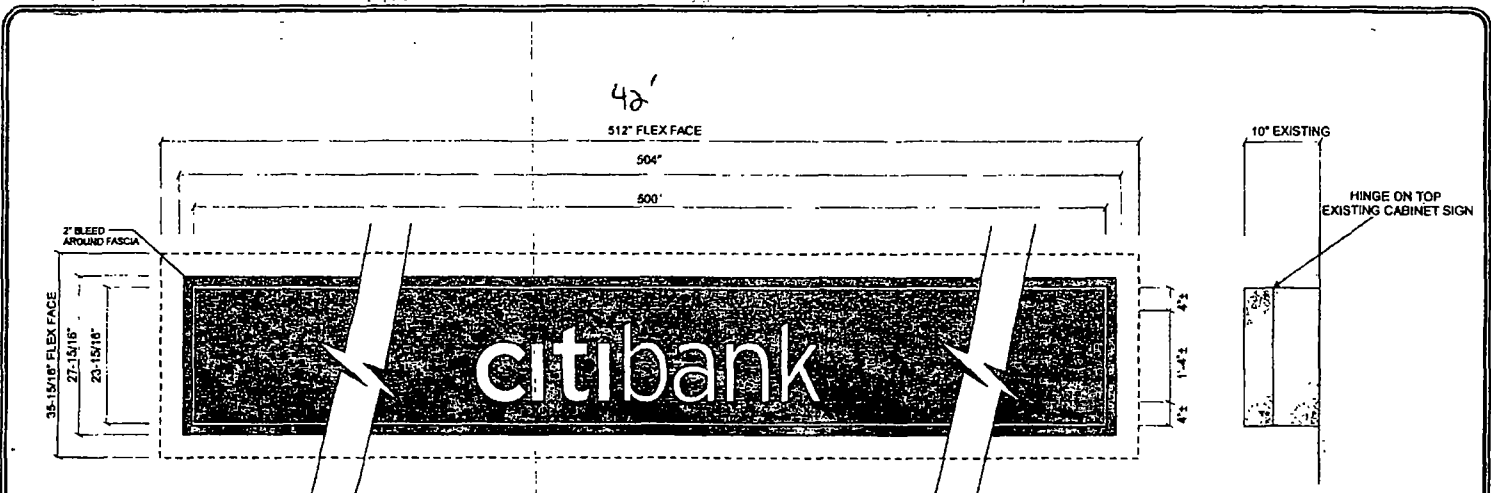 42'
512" FLEX FACE
504"
500"
10" EXISTING
HINGE ON TOP
EXISTING CABINET SIGN
2" BLEED
AROUND FASCIA
35-15/16" FLEX FACE
27-15/16"
23-15/16"
citibank
4"±
1'-4"±
4"±